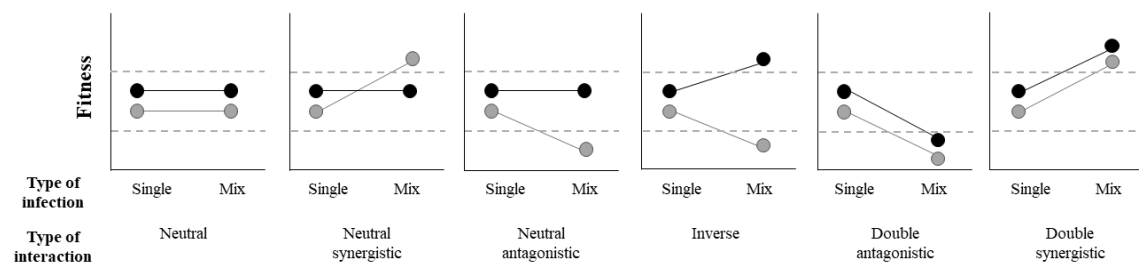 Fitness
Type of
infection
Single Mix Single Mix Single Mix Single Mix Single Mix Single Mix
Type of
interaction
Neutral
Neutral
synergistic
Neutral
antagonistic
Inverse
Double
antagonistic
Double
synergistic